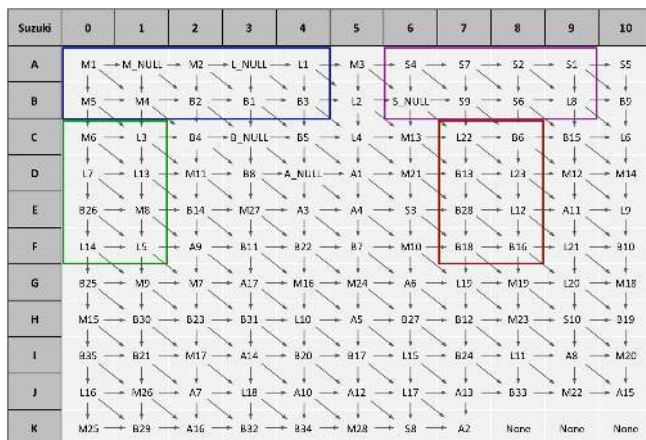 Suzuki 0 1 2 3 4 5 6 7 8 9 10
A M1 M_NULL M2 L_NULL L1 M3 S4 S7 S2 S1 S5
B M5 M4 B2 B1 B3 L2 S_NULL S9 S6 L8 B9
C M6 L3 B4 B_NULL B5 L4 M13 L22 B6 B15 L6
D L7 L13 M11 B8 A_NULL A1 M21 B13 L23 M12 M14
E B26 M8 B14 M27 A3 A4 S3 B28 L12 A11 L9
F L14 L5 A9 B11 B22 B7 M10 B18 B16 L21 B10
G B25 M9 M7 A17 M16 M24 A6 L19 M19 L20 M18
H M15 B30 B23 B31 L10 A5 B27 B12 M23 S10 B19
I B35 B21 M17 A14 B20 B17 L15 B24 L11 A8 M20
J L16 M26 A7 L18 A10 A12 L17 A13 B33 M22 A15
K M25 B29 A16 B32 B34 M28 S8 A2 None None None